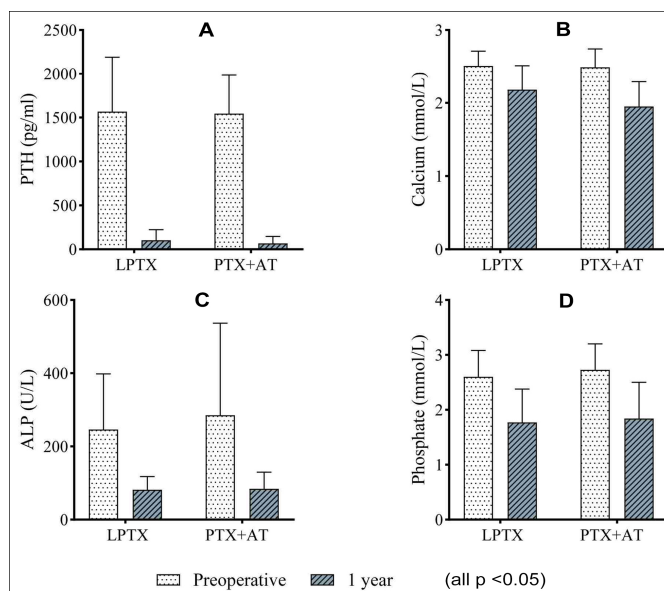 A
PTH (pg/ml)
2500
2000
1500
1000
500
0
LPTX
PTX+AT
B
Calcium (mmol/L)
3
2
1
0
LPTX
PTX+AT
C
ALP (U/L)
600
400
200
0
LPTX
PTX+AT
D
Phosphate (mmol/L)
4
3
2
1
0
LPTX
PTX+AT
Preoperative 1 year (all p <0.05)